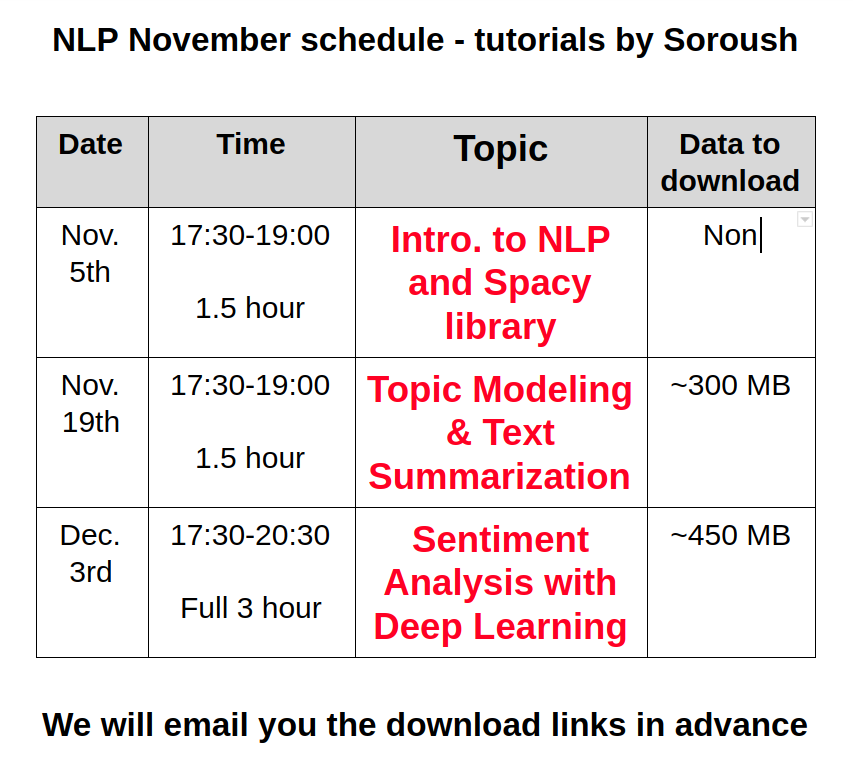 NLP November schedule - tutorials by Soroush
Date
Time
Topic
Data to
download
Nov.
5th
17:30-19:00
1.5 hour
Intro. to NLP
and Spacy
library
Non
Nov.
19th
17:30-19:00
1.5 hour
Topic Modeling
& Text
Summarization
~300 MB
Dec.
3rd
17:30-20:30
Full 3 hour
Sentiment
Analysis with
Deep Learning
~450 MB
We will email you the download links in advance